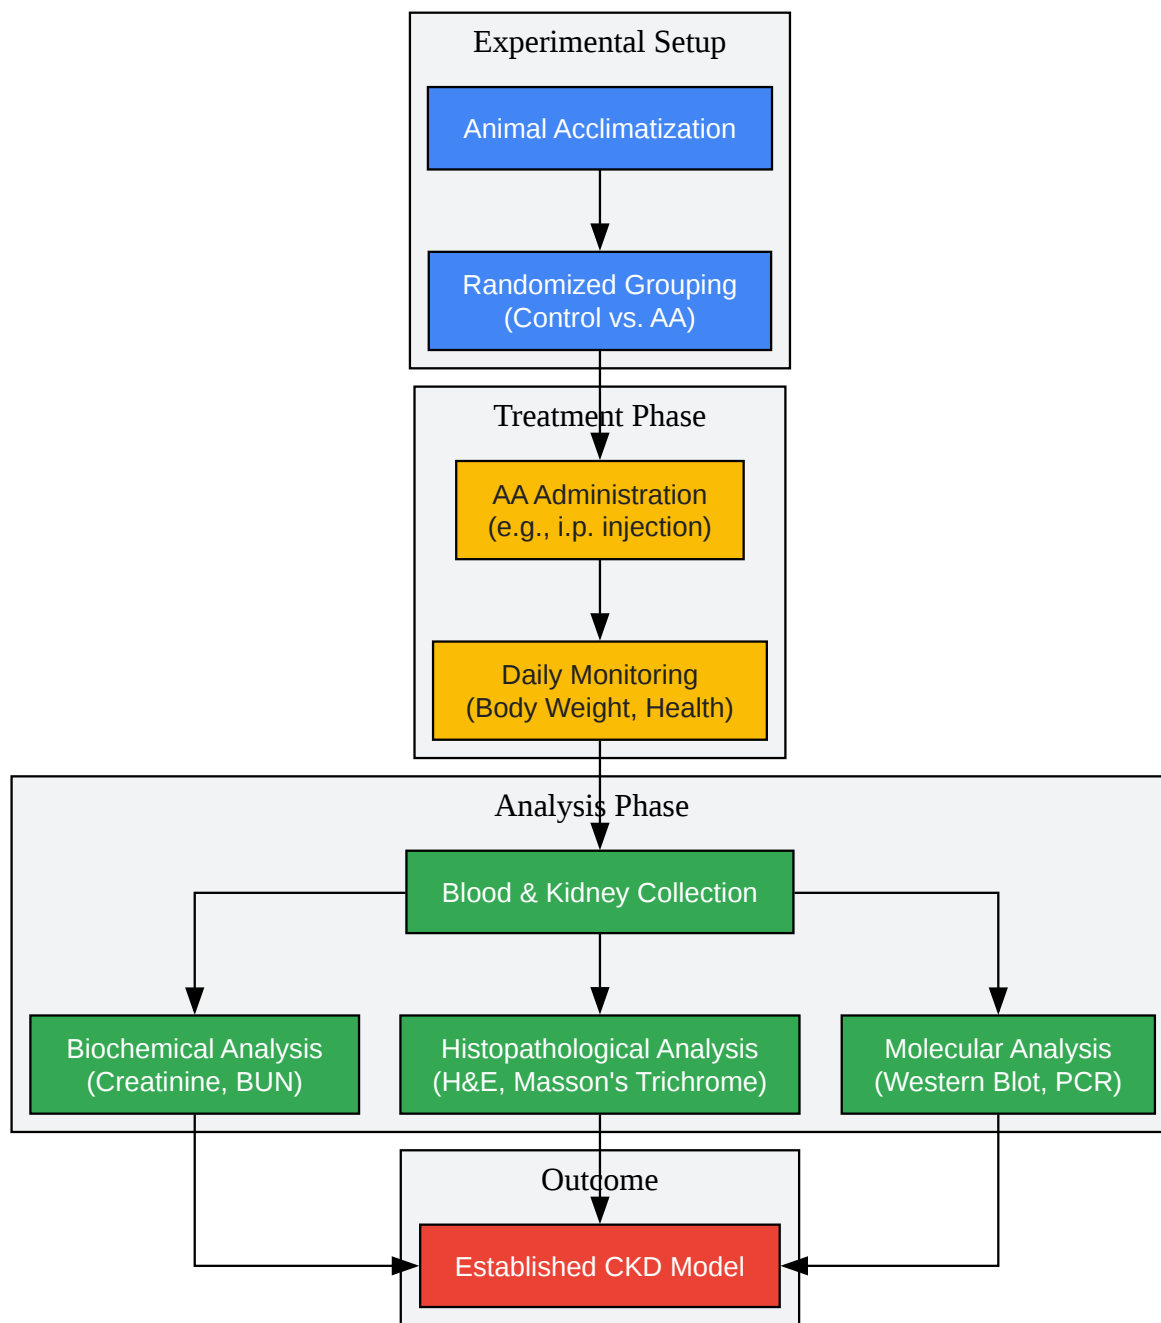 Experimental Setup
Animal Acclimatization
Randomized Grouping
(Control vs. AA)
Treatment Phase
AA Administration
(e.g., i.p. injection)
Daily Monitoring
(Body Weight, Health)
Analysis Phase
Blood & Kidney Collection
Biochemical Analysis
(Creatinine, BUN)
Histopathological Analysis
(H&E, Masson's Trichrome)
Molecular Analysis
(Western Blot, PCR)
Outcome
Established CKD Model